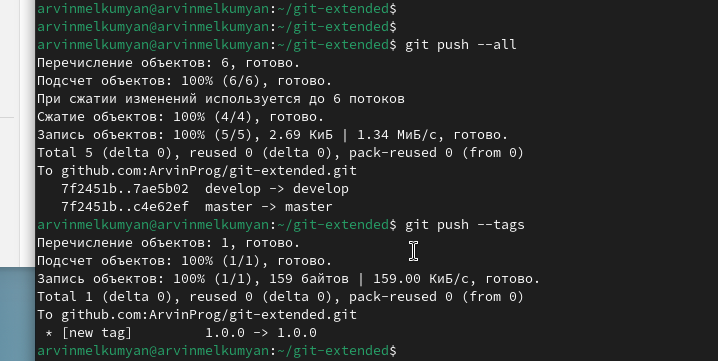 arvinmelkumyan@arvinmelkumyan:~/git-extended$
arvinmelkumyan@arvinmelkumyan:~/git-extended$
arvinmelkumyan@arvinmelkumyan:~/git-extended$ git push --all
Перечисление объектов: 6, готово.
Подсчет объектов: 100% (6/6), готово.
При сжатии изменений используется до 6 потоков
Сжатие объектов: 100% (4/4), готово.
Запись объектов: 100% (5/5), 2.69 КиБ | 1.34 МиБ/с, готово.
Total 5 (delta 0), reused 0 (delta 0), pack-reused 0 (from 0)
To github.com:ArvinProg/git-extended.git
   7f2451b..7ae5b02  develop -> develop
   7f2451b..c4e62ef  master -> master
arvinmelkumyan@arvinmelkumyan:~/git-extended$ git push --tags
Перечисление объектов: 1, готово.
Подсчет объектов: 100% (1/1), готово.
Запись объектов: 100% (1/1), 159 байтов | 159.00 КиБ/с, готово.
Total 1 (delta 0), reused 0 (delta 0), pack-reused 0 (from 0)
To github.com:ArvinProg/git-extended.git
 * [new tag]         1.0.0 -> 1.0.0
arvinmelkumyan@arvinmelkumyan:~/git-extended$